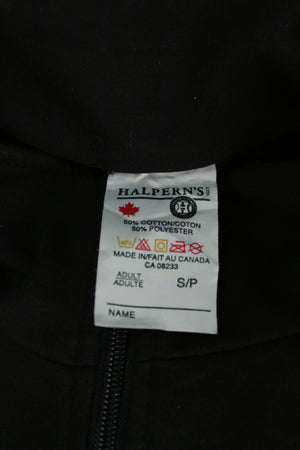 HALPERN'S
50% COTTON/COTON
50% POLYESTER
MADE IN/FAIT AU CANADA
CA 08233
ADULT
ADULTE
S/P
NAME